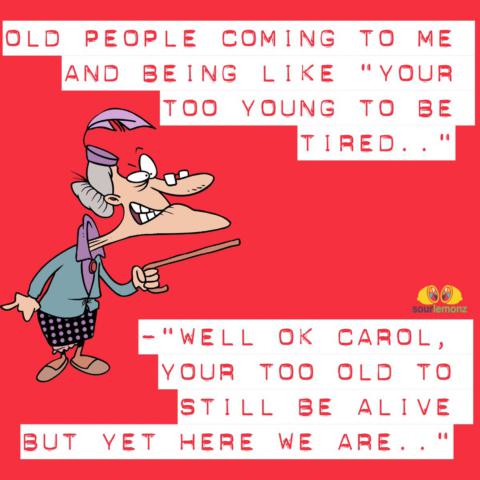 OLD PEOPLE COMING TO ME
AND BEING LIKE "YOUR
TOO YOUNG TO BE
TIRED.."
sourlemonz
-"WELL OK CAROL,
YOUR TOO OLD TO
STILL BE ALIVE
BUT YET HERE WE ARE.."